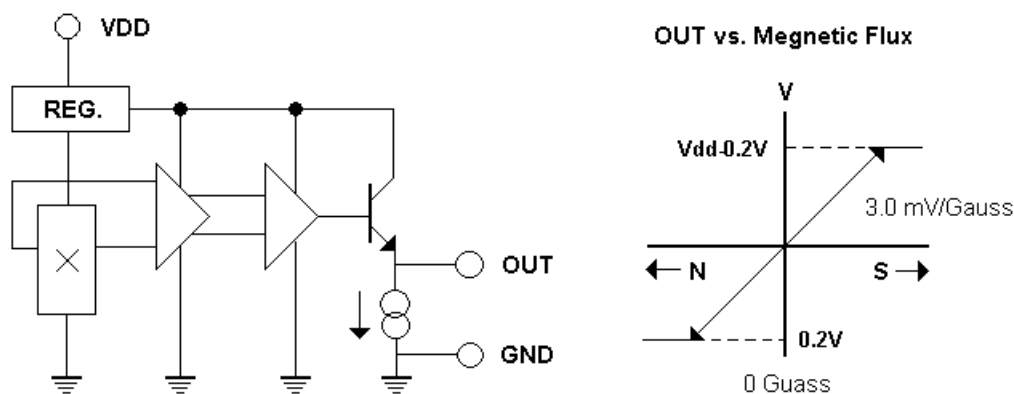 VDD
REG.
OUT
GND
OUT vs. Megnetic Flux
V
Vdd-0.2V
3.0 mV/Gauss
N
S
0.2V
0 Guass